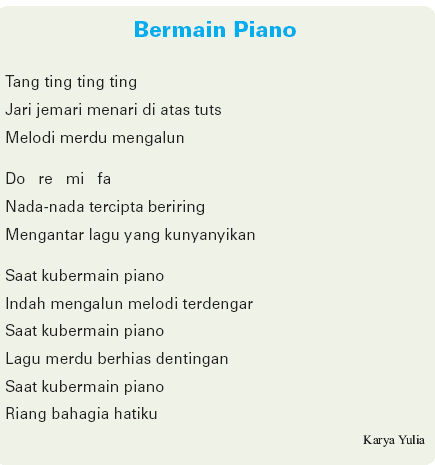 Bermain Piano
Tang ting ting ting
Jari jemari menari di atas tuts
Melodi merdu mengalun
Do re mi fa
Nada-nada tercipta beriring
Mengantar lagu yang kunyanyikan
Saat kubermain piano
Indah mengalun melodi terdengar
Saat kubermain piano
Lagu merdu berhias dentingan
Saat kubermain piano
Riang bahagia hatiku
Karya Yulia